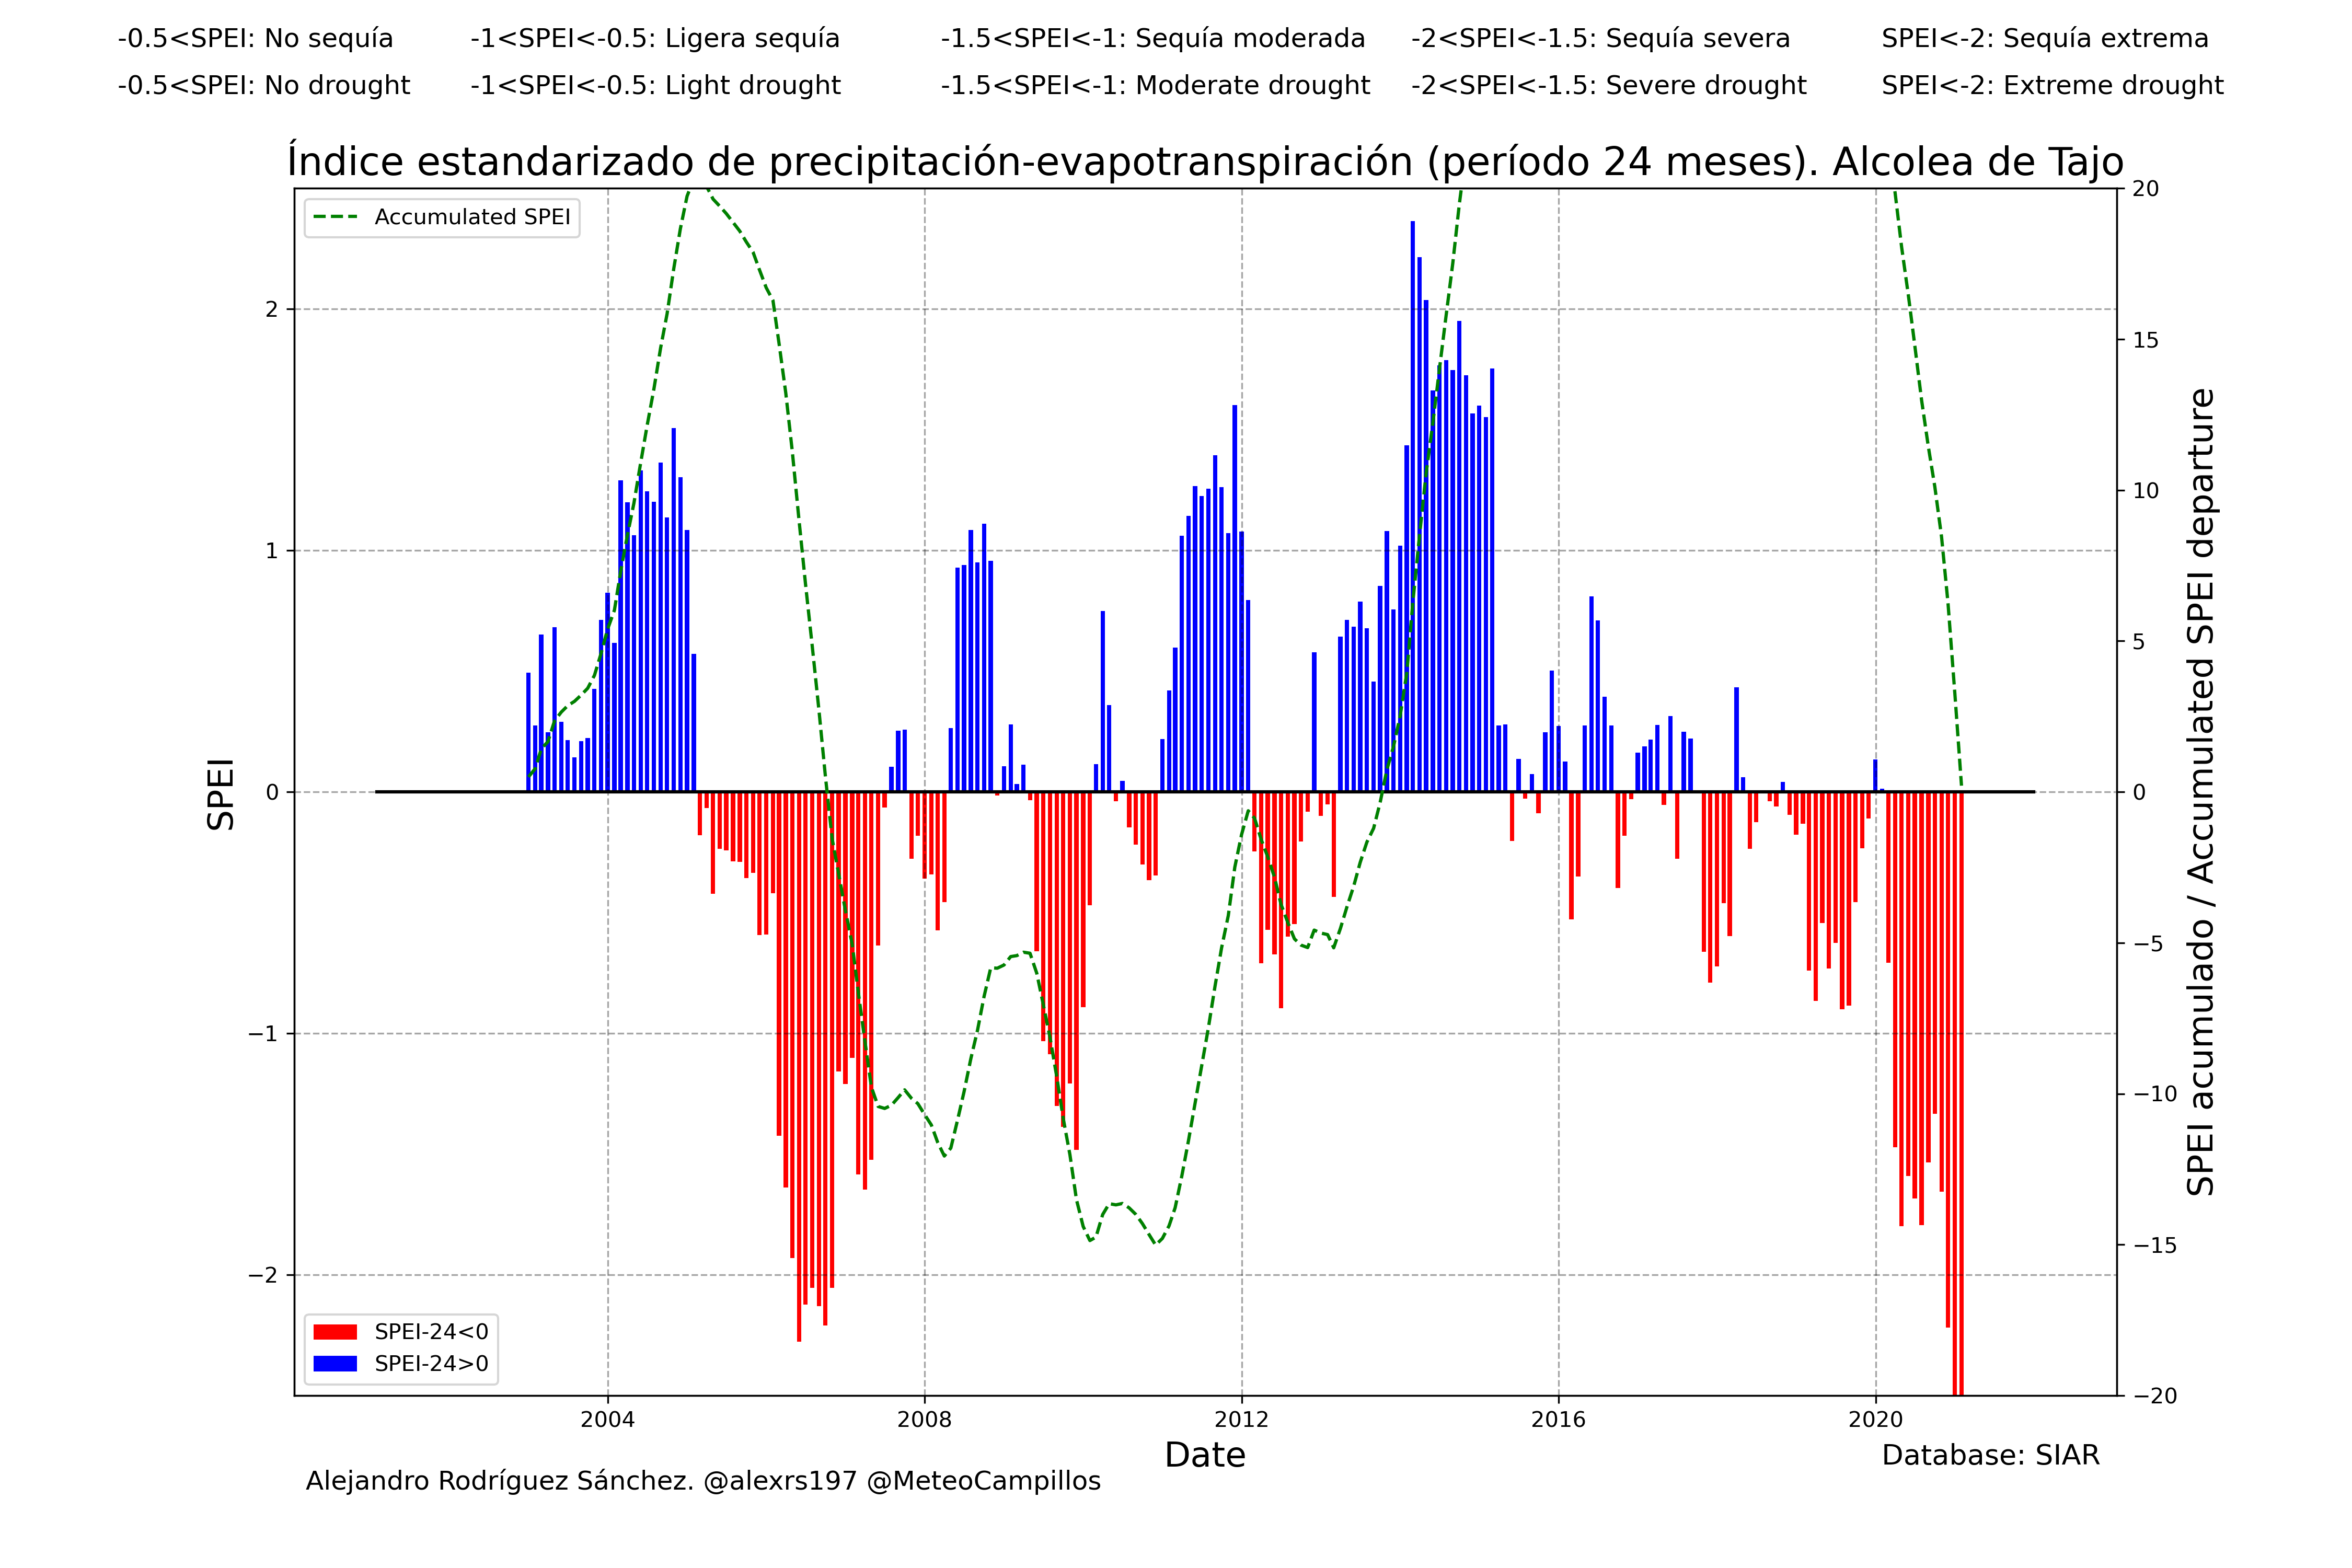 -0.5<SPEI: No sequía -1<SPEI<-0.5: Ligera sequía -1.5<SPEI<-1: Sequía moderada -2<SPEI<-1.5: Sequía severa SPEI<-2: Sequía extrema
-0.5<SPEI: No drought -1<SPEI<-0.5: Light drought -1.5<SPEI<-1: Moderate drought -2<SPEI<-1.5: Severe drought SPEI<-2: Extreme drought
Índice estandarizado de precipitación-evapotranspiración (período 24 meses). Alcolea de Tajo
Accumulated SPEI
SPEI
2
1
0
−1
−2
20
15
10
5
0
−5
−10
−15
−20
SPEI acumulado / Accumulated SPEI departure
SPEI-24<0
SPEI-24>0
2004 2008 2012 2016 2020
Date
Database: SIAR
Alejandro Rodríguez Sánchez. @alexrs197 @MeteoCampillos